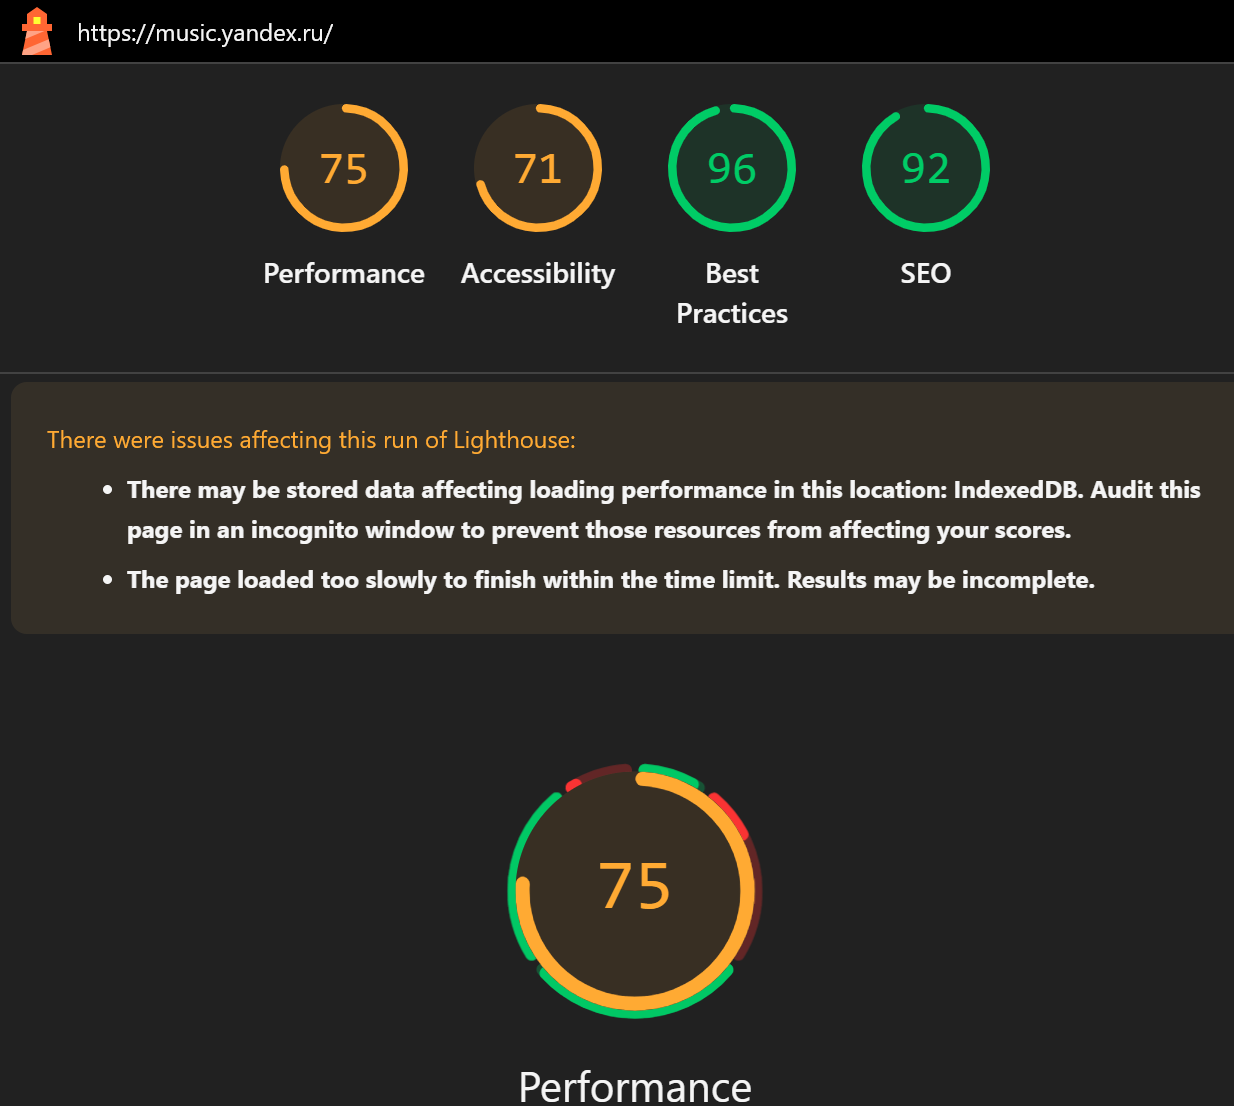 https://music.yandex.ru/
75
71
96
92
Performance
Accessibility
Best
Practices
SEO
There were issues affecting this run of Lighthouse:
There may be stored data affecting loading performance in this location: IndexedDB. Audit this
page in an incognito window to prevent those resources from affecting your scores.
The page loaded too slowly to finish within the time limit. Results may be incomplete.
75
Performance